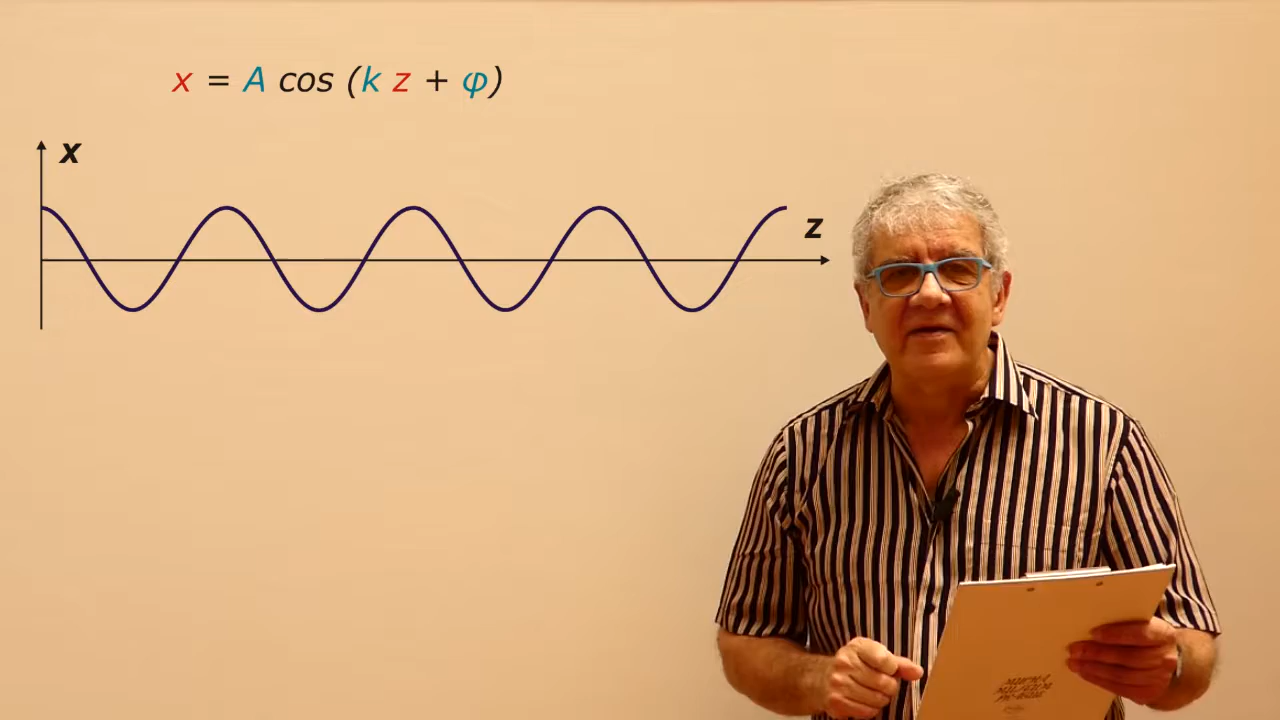 x = A cos (k z + φ)
x
z